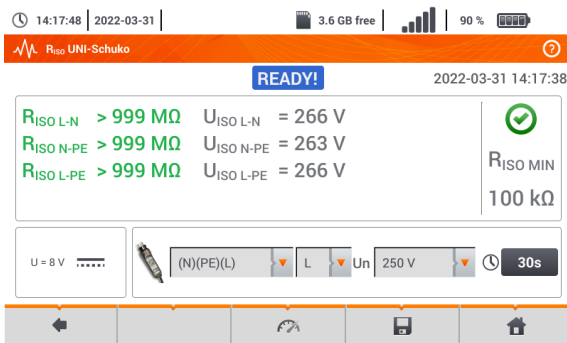 14:17:48 2022-03-31 3.6 GB free 90 %
RISO UNI-Schuko ?
READY! 2022-03-31 14:17:38
RISO L-N > 999 MΩ UISO L-N = 266 V
RISO N-PE > 999 MΩ UISO N-PE = 263 V
RISO L-PE > 999 MΩ UISO L-PE = 266 V
RISO MIN
100 kΩ
U = 8 V (N)(PE)(L) L Un 250 V 30s